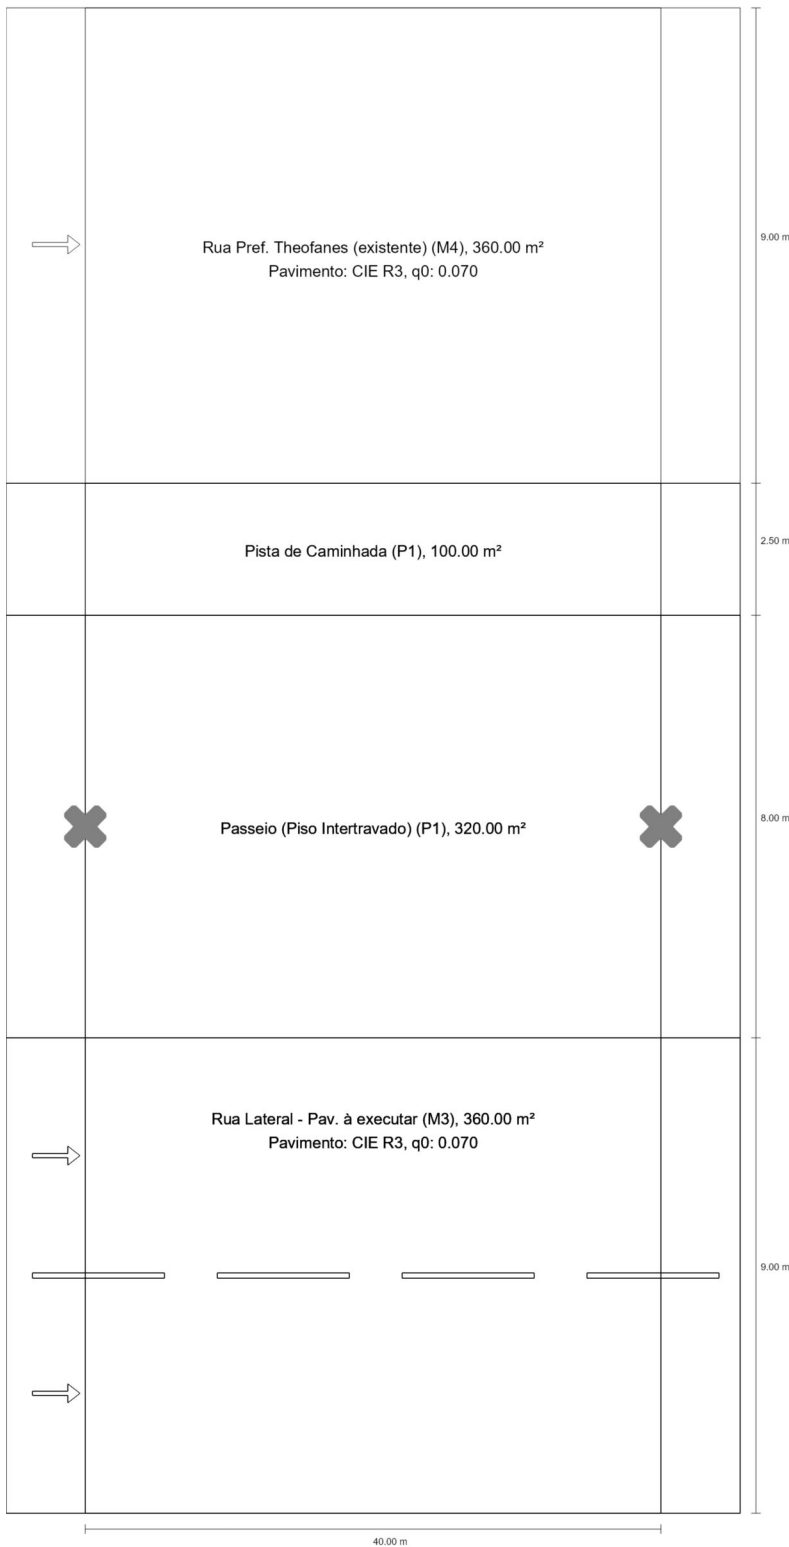 Rua Pref. Theofanes (existente) (M4), 360.00 m²
Pavimento: CIE R3, q0: 0.070
9.00 m
Pista de Caminhada (P1), 100.00 m²
2.50 m
Passeio (Piso Intertravado) (P1), 320.00 m²
8.00 m
Rua Lateral - Pav. à executar (M3), 360.00 m²
Pavimento: CIE R3, q0: 0.070
9.00 m
40.00 m